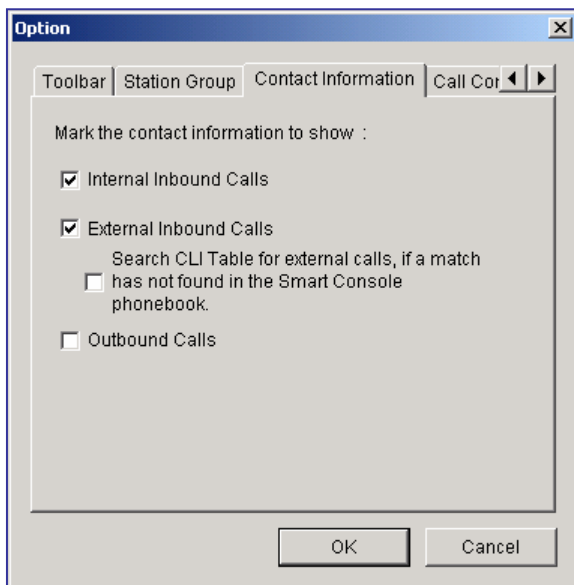 Option
Toolbar Station Group Contact Information Call Con
Mark the contact information to show :
Internal Inbound Calls
External Inbound Calls
Search CLI Table for external calls, if a match
has not found in the Smart Console
phonebook.
Outbound Calls
OK Cancel